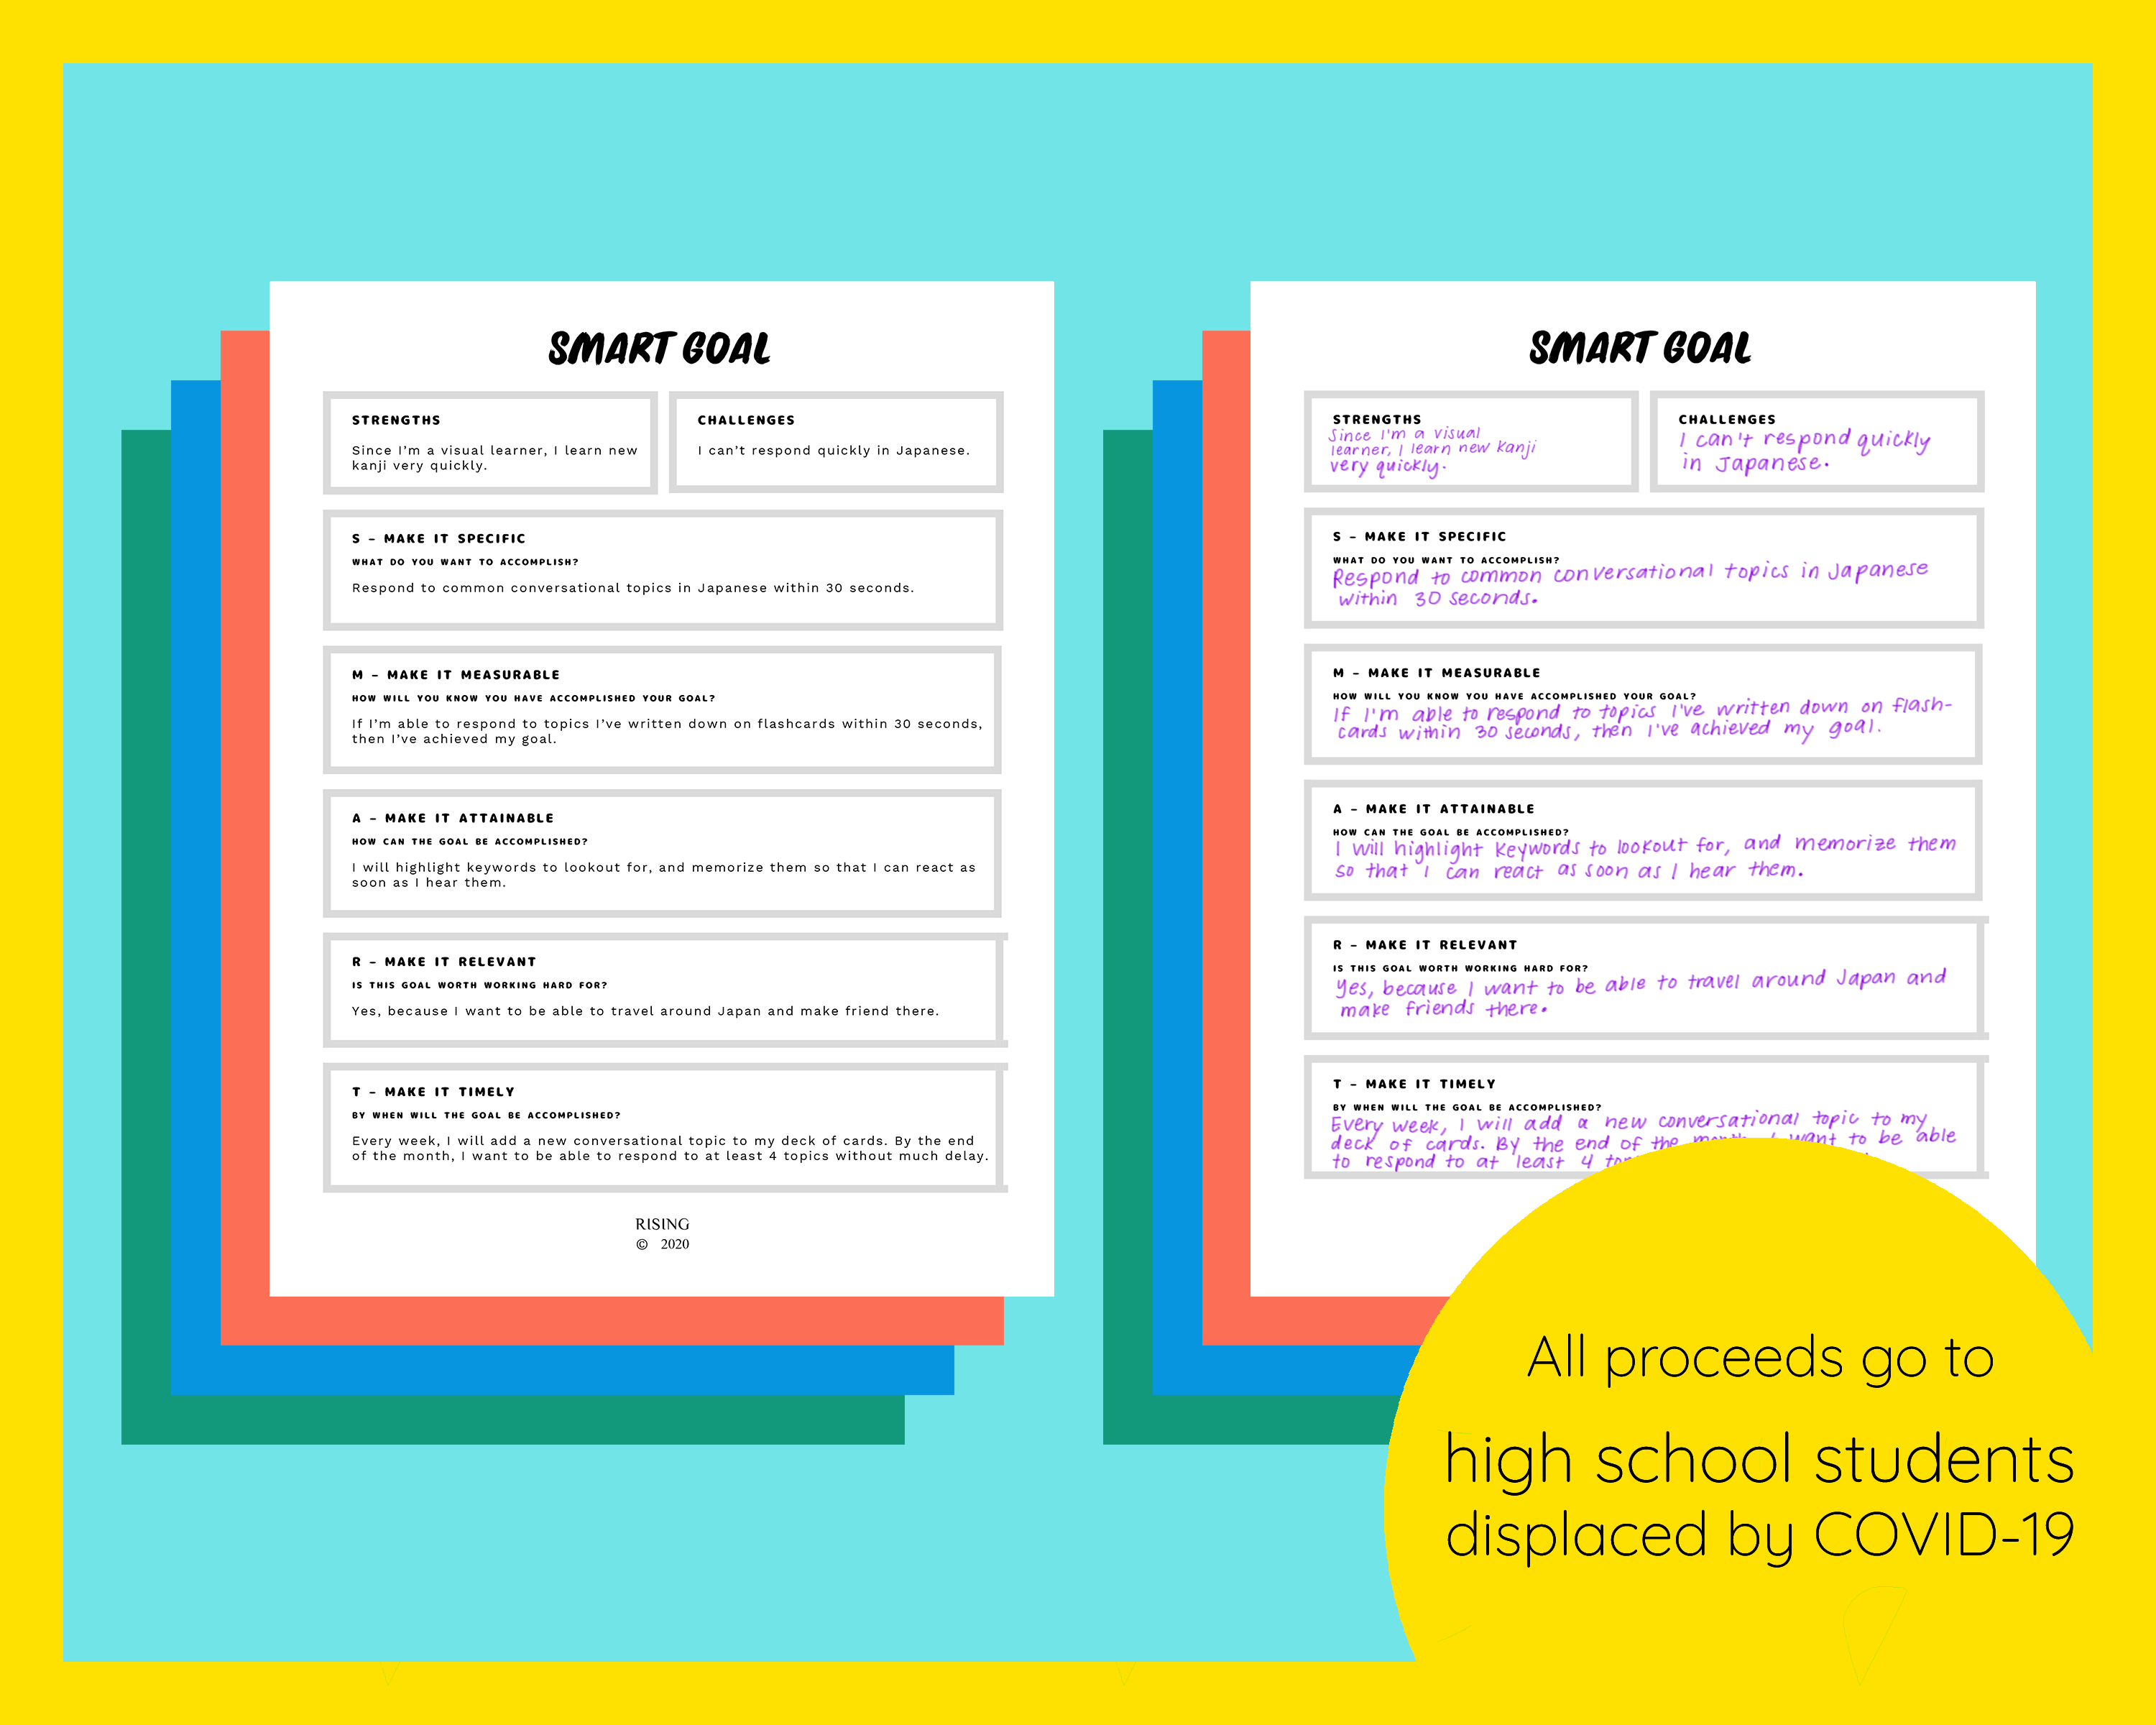 SMART GOAL
STRENGTHS
Since I'm a visual learner, I learn new
kanji very quickly.
CHALLENGES
I can't respond quickly in Japanese.
S – MAKE IT SPECIFIC
WHAT DO YOU WANT TO ACCOMPLISH?
Respond to common conversational topics in Japanese within 30 seconds.
M – MAKE IT MEASURABLE
HOW WILL YOU KNOW YOU HAVE ACCOMPLISHED YOUR GOAL?
If I'm able to respond to topics I've written down on flashcards within 30 seconds,
then I've achieved my goal.
A – MAKE IT ATTAINABLE
HOW CAN THE GOAL BE ACCOMPLISHED?
I will highlight keywords to lookout for, and memorize them so that I can react as
soon as I hear them.
R – MAKE IT RELEVANT
IS THIS GOAL WORTH WORKING HARD FOR?
Yes, because I want to be able to travel around Japan and make friend there.
T – MAKE IT TIMELY
BY WHEN WILL THE GOAL BE ACCOMPLISHED?
Every week, I will add a new conversational topic to my deck of cards. By the end
of the month, I want to be able to respond to at least 4 topics without much delay.
RISING
© 2020
SMART GOAL
STRENGTHS
Since I'm a visual
learner, I learn new kanji
very quickly.
CHALLENGES
I can't respond quickly
in Japanese.
S – MAKE IT SPECIFIC
WHAT DO YOU WANT TO ACCOMPLISH?
Respond to common conversational topics in Japanese
within 30 seconds.
M – MAKE IT MEASURABLE
HOW WILL YOU KNOW YOU HAVE ACCOMPLISHED YOUR GOAL?
If I'm able to respond to topics I've written down on flash-
cards within 30 seconds, then I've achieved my goal.
A – MAKE IT ATTAINABLE
HOW CAN THE GOAL BE ACCOMPLISHED?
I will highlight keywords to lookout for, and memorize them
so that I can react as soon as I hear them.
R – MAKE IT RELEVANT
IS THIS GOAL WORTH WORKING HARD FOR?
Yes, because I want to be able to travel around Japan and
make friends there.
T – MAKE IT TIMELY
BY WHEN WILL THE GOAL BE ACCOMPLISHED?
Every week, I will add a new conversational topic to my
deck of cards. By the end of the month I want to be able
to respond to at least 4
All proceeds go to
high school students
displaced by COVID-19